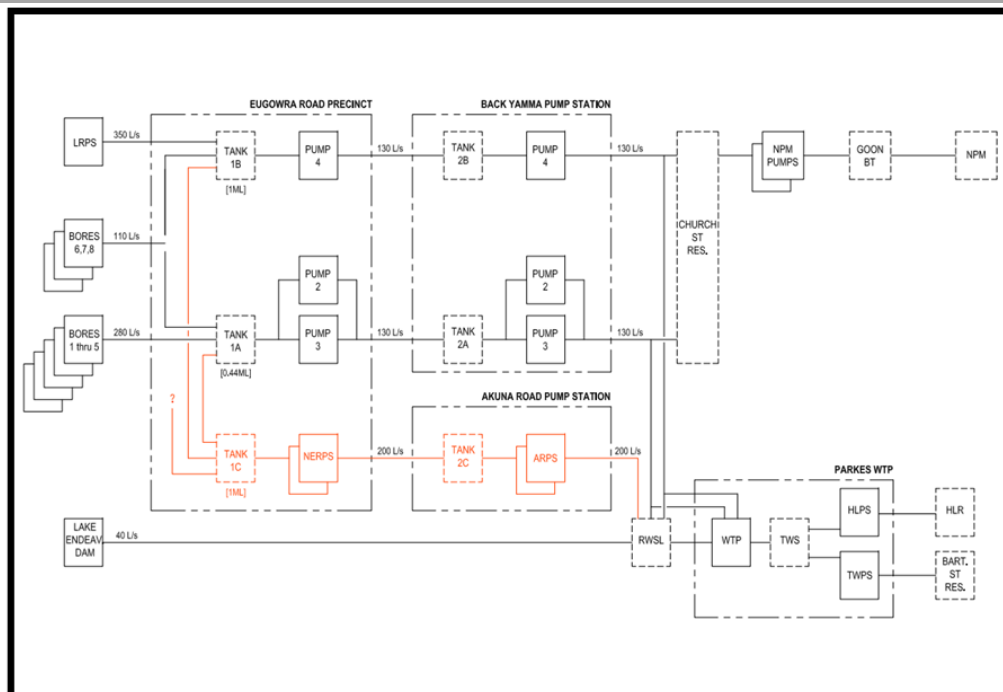 EUGOWRA ROAD PRECINCT
BACK YAMMA PUMP STATION
LRPS
350 L/s
TANK
1B
[1ML]
PUMP
4
130 L/s
TANK
2B
PUMP
4
130 L/s
NPM
PUMPS
GOON
BT
NPM
CHURCH
ST
RES.
BORES
6,7,8
110 L/s
PUMP
2
PUMP
2
BORES
1 thru 5
280 L/s
TANK
1A
[0.44ML]
PUMP
3
130 L/s
TANK
2A
PUMP
3
130 L/s
?
AKUNA ROAD PUMP STATION
TANK
1C
[1ML]
NERPS
200 L/s
TANK
2C
ARPS
200 L/s
PARKES WTP
LAKE
ENDEAV
DAM
40 L/s
RWSL
WTP
TWS
HLPS
HLR
TWPS
BART.
ST
RES.